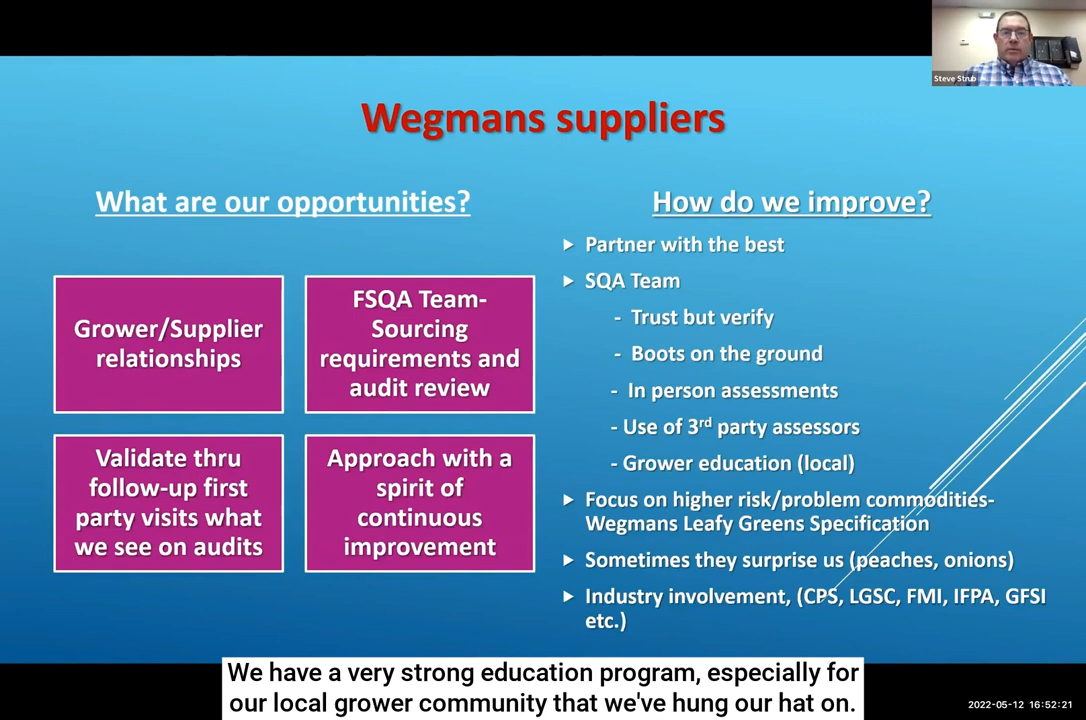 Steve Strub
Wegmans suppliers
What are our opportunities?
Grower/Supplier
relationships
FSQA Team-
Sourcing
requirements and
audit review
Validate thru
follow-up first
party visits what
we see on audits
Approach with a
spirit of
continuous
improvement
How do we improve?
Partner with the best
SQA Team
- Trust but verify
- Boots on the ground
- In person assessments
- Use of 3rd party assessors
- Grower education (local)
Focus on higher risk/problem commodities-
Wegmans Leafy Greens Specification
Sometimes they surprise us (peaches, onions)
Industry involvement, (CPS, LGSC, FMI, IFPA, GFSI
etc.)
We have a very strong education program, especially for
our local grower community that we've hung our hat on.
2022-05-12 16:52:21